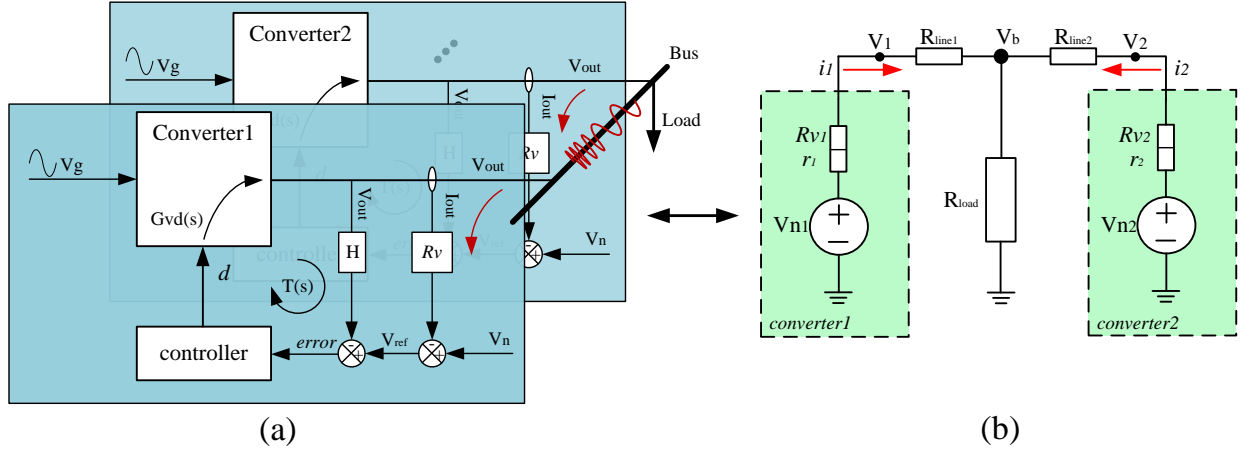 Converter2
Vg
Vout
Bus
Iout
Load
H
Rv
Vn
Converter1
Vg
Vout
Gvd(s)
Vout
Iout
H
Rv
d
T(s)
controller
error
Vref
Vn
(a)
V1
Rline1
Vb
Rline2
V2
i1
i2
Rv1
r1
Rv2
r2
Rload
Vn1
Vn2
converter1
converter2
(b)